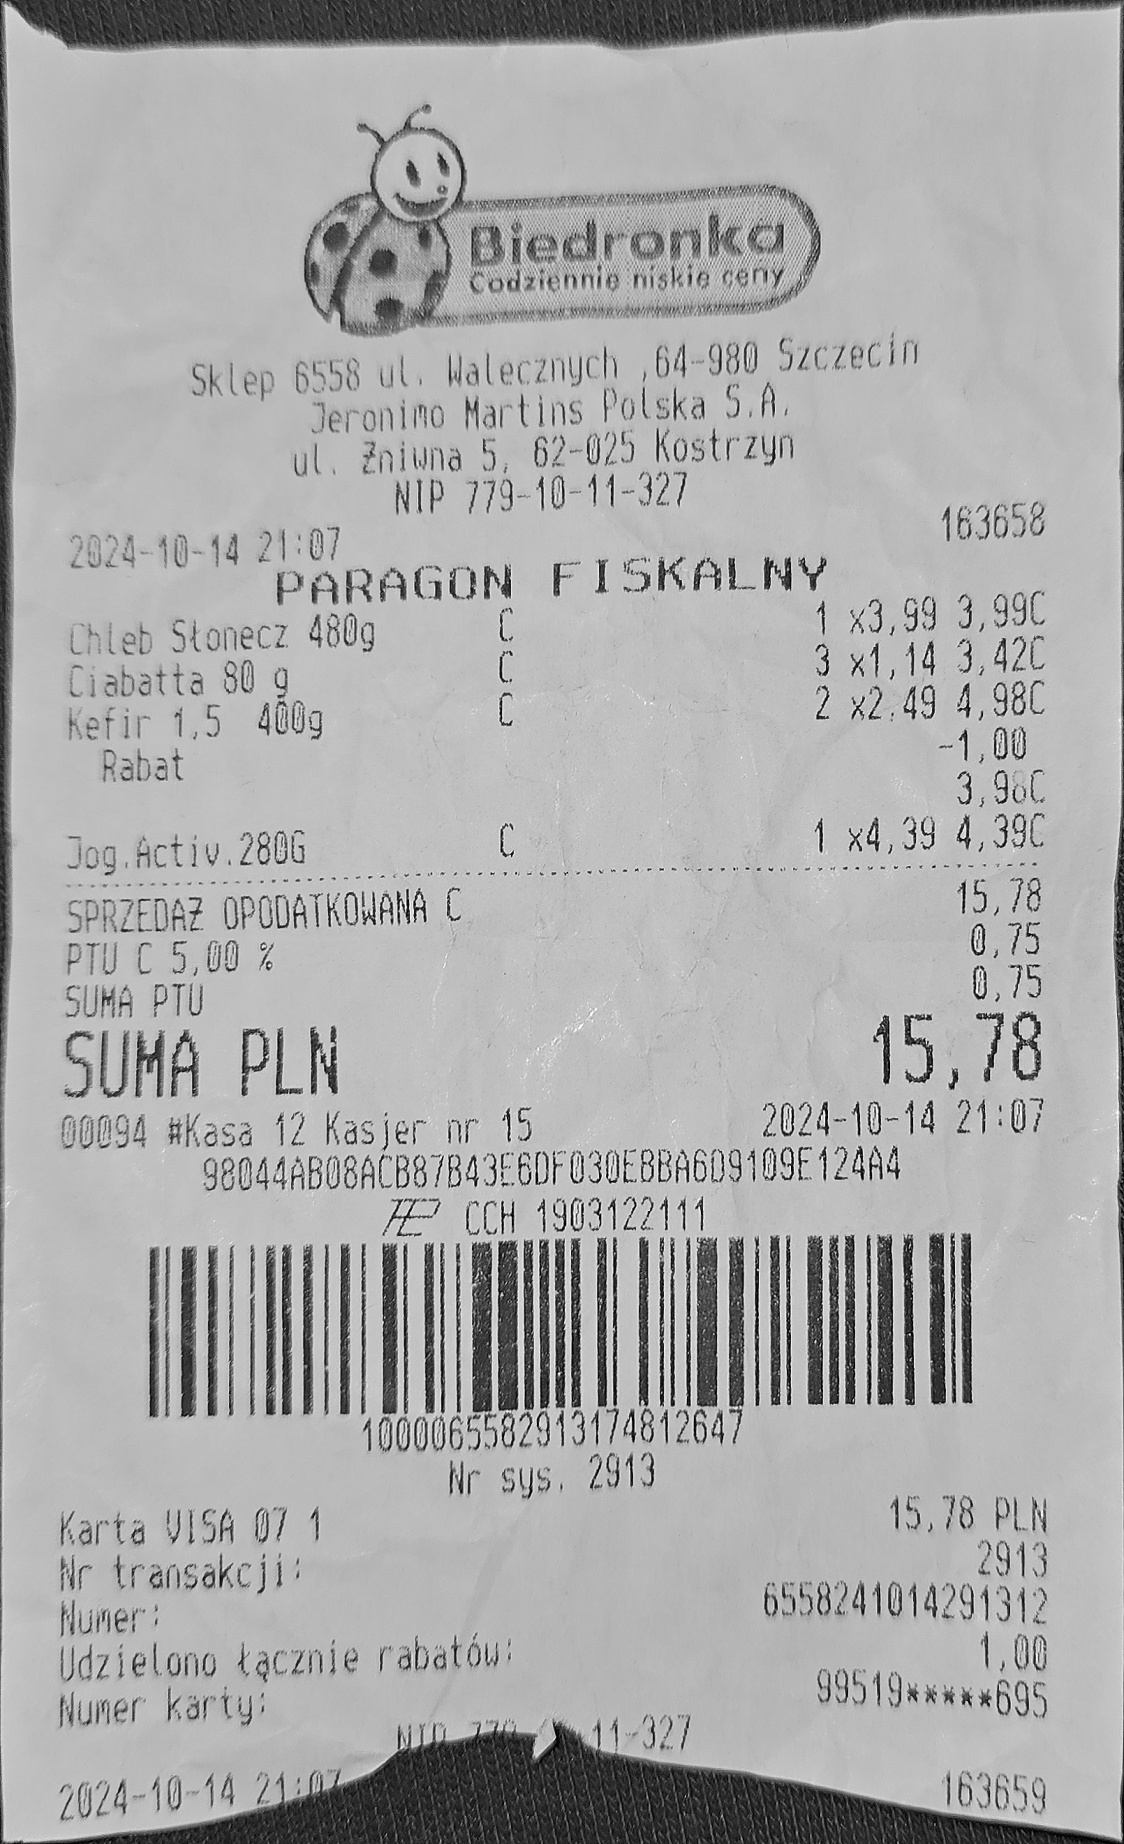 Biedronka
Codziennie niskie ceny
Sklep 6558 ul. Walecznych ,64-980 Szczecin
Jeronimo Martins Polska S.A.
ul. Żniwna 5, 62-025 Kostrzyn
NIP 779-10-11-327
2024-10-14 21:07 163658
PARAGON FISKALNY
Chleb Słonecz 480g C 1 x3,99 3,99C
Ciabatta 80 g C 3 x1,14 3,42C
Kefir 1,5 400g C 2 x2,49 4,98C
Rabat -1,00
3,98C
Jog.Activ.280G C 1 x4,39 4,39C
SPRZEDAŻ OPODATKOWANA C 15,78
PTU C 5,00 % 0,75
SUMA PTU 0,75
SUMA PLN 15,78
00094 #Kasa 12 Kasjer nr 15 2024-10-14 21:07
98044AB08ACB87B43E6DF030EBBA6D9109E124A4
CCH 1903122111
1000065582913174812647
Nr sys. 2913
Karta VISA 07 1 15,78 PLN
Nr transakcji: 2913
Numer: 6558241014291312
Udzielono łącznie rabatów: 1,00
Numer karty: 99519*****695
NIP 11-327
2024-10-14 21:07 163659